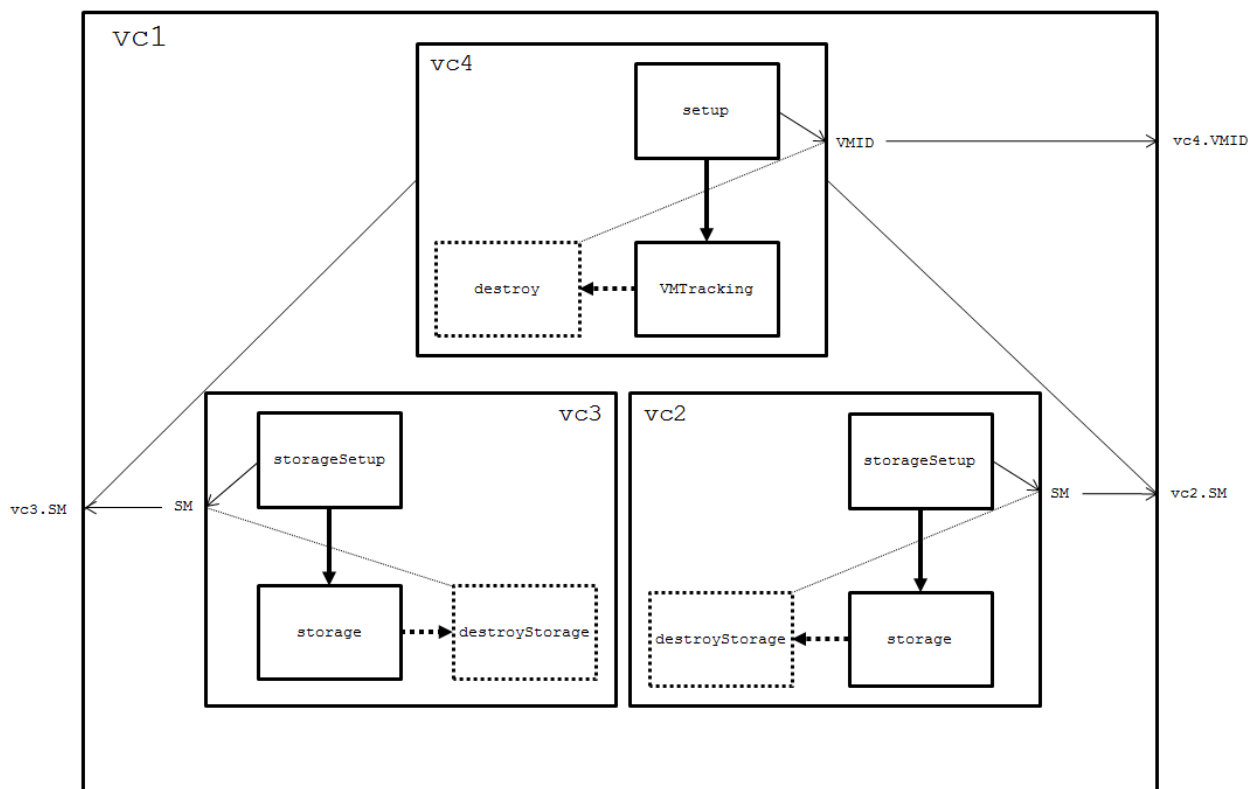 vc1
vc4
setup
VMID
vc4.VMID
destroy
VMTracking
vc3
vc2
storageSetup
storageSetup
vc3.SM
SM
SM
vc2.SM
storage
destroyStorage
destroyStorage
storage